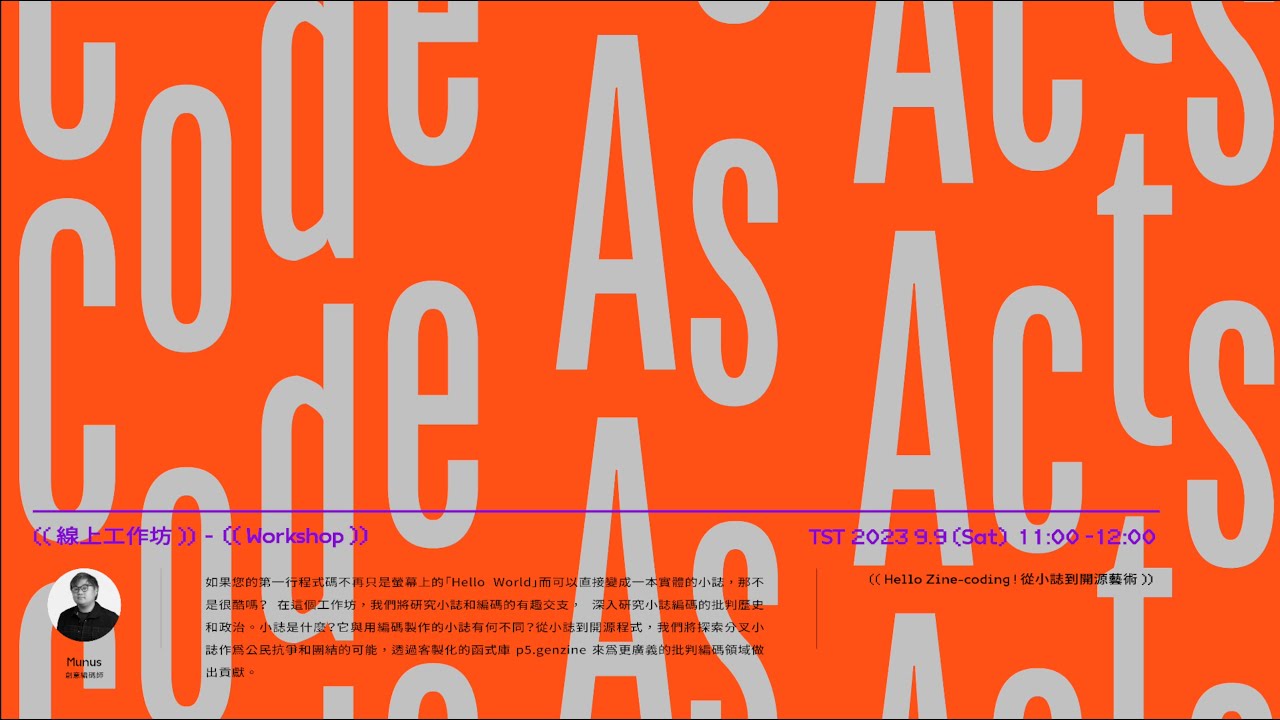 Code As Acts
Code As Acts
Code As Acts
(( 線上工作坊 )) - (( Workshop ))
TST 2023 9.9 (Sat) 11:00 -12:00
(( Hello Zine-coding ! 從小誌到開源藝術 ))
如果您的第一行程式碼不再只是螢幕上的「Hello World」而可以直接變成一本實體的小誌，那不
是很酷嗎？ 在這個工作坊，我們將研究小誌和編碼的有趣交支， 深入研究小誌編碼的批判歷史
和政治。小誌是什麼？它與用編碼製作的小誌有何不同？從小誌到開源程式，我們將探索分叉小
誌作為公民抗爭和團結的可能，透過客製化的函式庫 p5.genzine 來為更廣義的批判編碼領域做
出貢獻。
Munus
創意編碼師